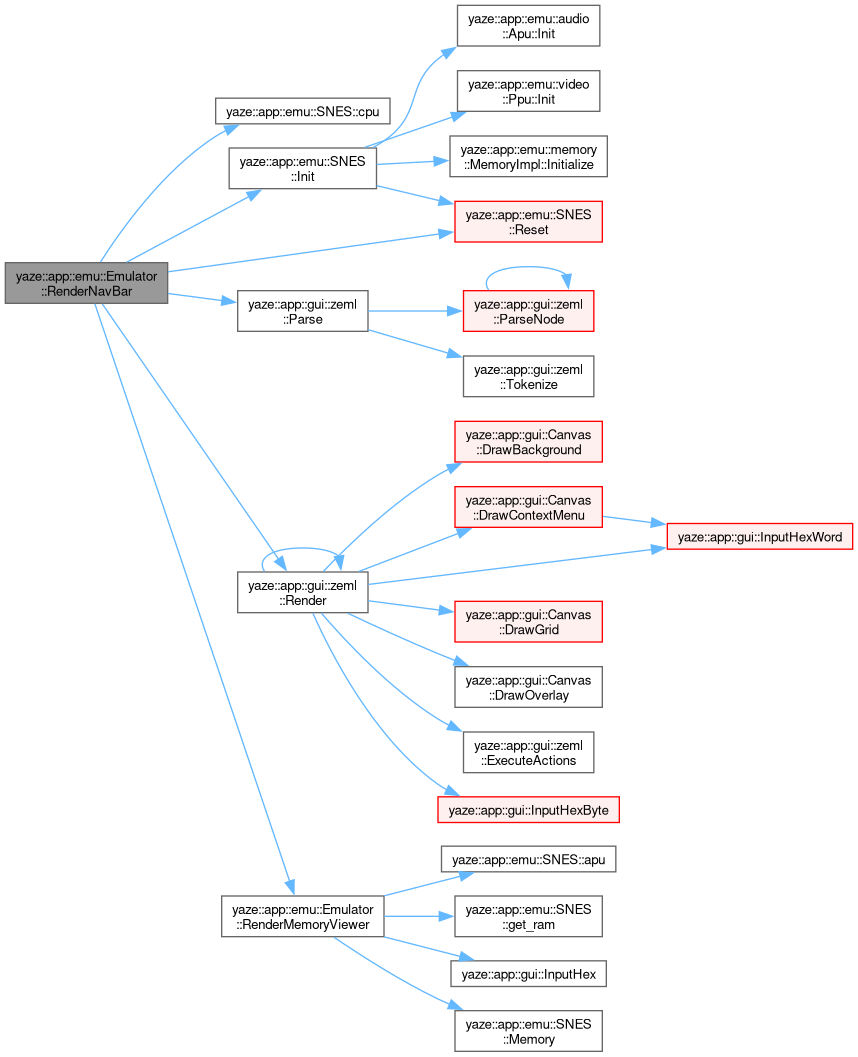 yaze::app::emu::audio
::Apu::Init
yaze::app::emu::video
::Ppu::Init
yaze::app::emu::SNES::cpu
yaze::app::emu::memory
::MemoryImpl::Initialize
yaze::app::emu::SNES
::Init
yaze::app::emu::SNES
::Reset
yaze::app::emu::Emulator
::RenderNavBar
yaze::app::gui::zeml
::Parse
yaze::app::gui::zeml
::ParseNode
yaze::app::gui::zeml
::Tokenize
yaze::app::gui::Canvas
::DrawBackground
yaze::app::gui::Canvas
::DrawContextMenu
yaze::app::gui::InputHexWord
yaze::app::gui::zeml
::Render
yaze::app::gui::Canvas
::DrawGrid
yaze::app::gui::Canvas
::DrawOverlay
yaze::app::gui::zeml
::ExecuteActions
yaze::app::gui::InputHexByte
yaze::app::emu::SNES::apu
yaze::app::emu::Emulator
::RenderMemoryViewer
yaze::app::emu::SNES
::get_ram
yaze::app::gui::InputHex
yaze::app::emu::SNES
::Memory